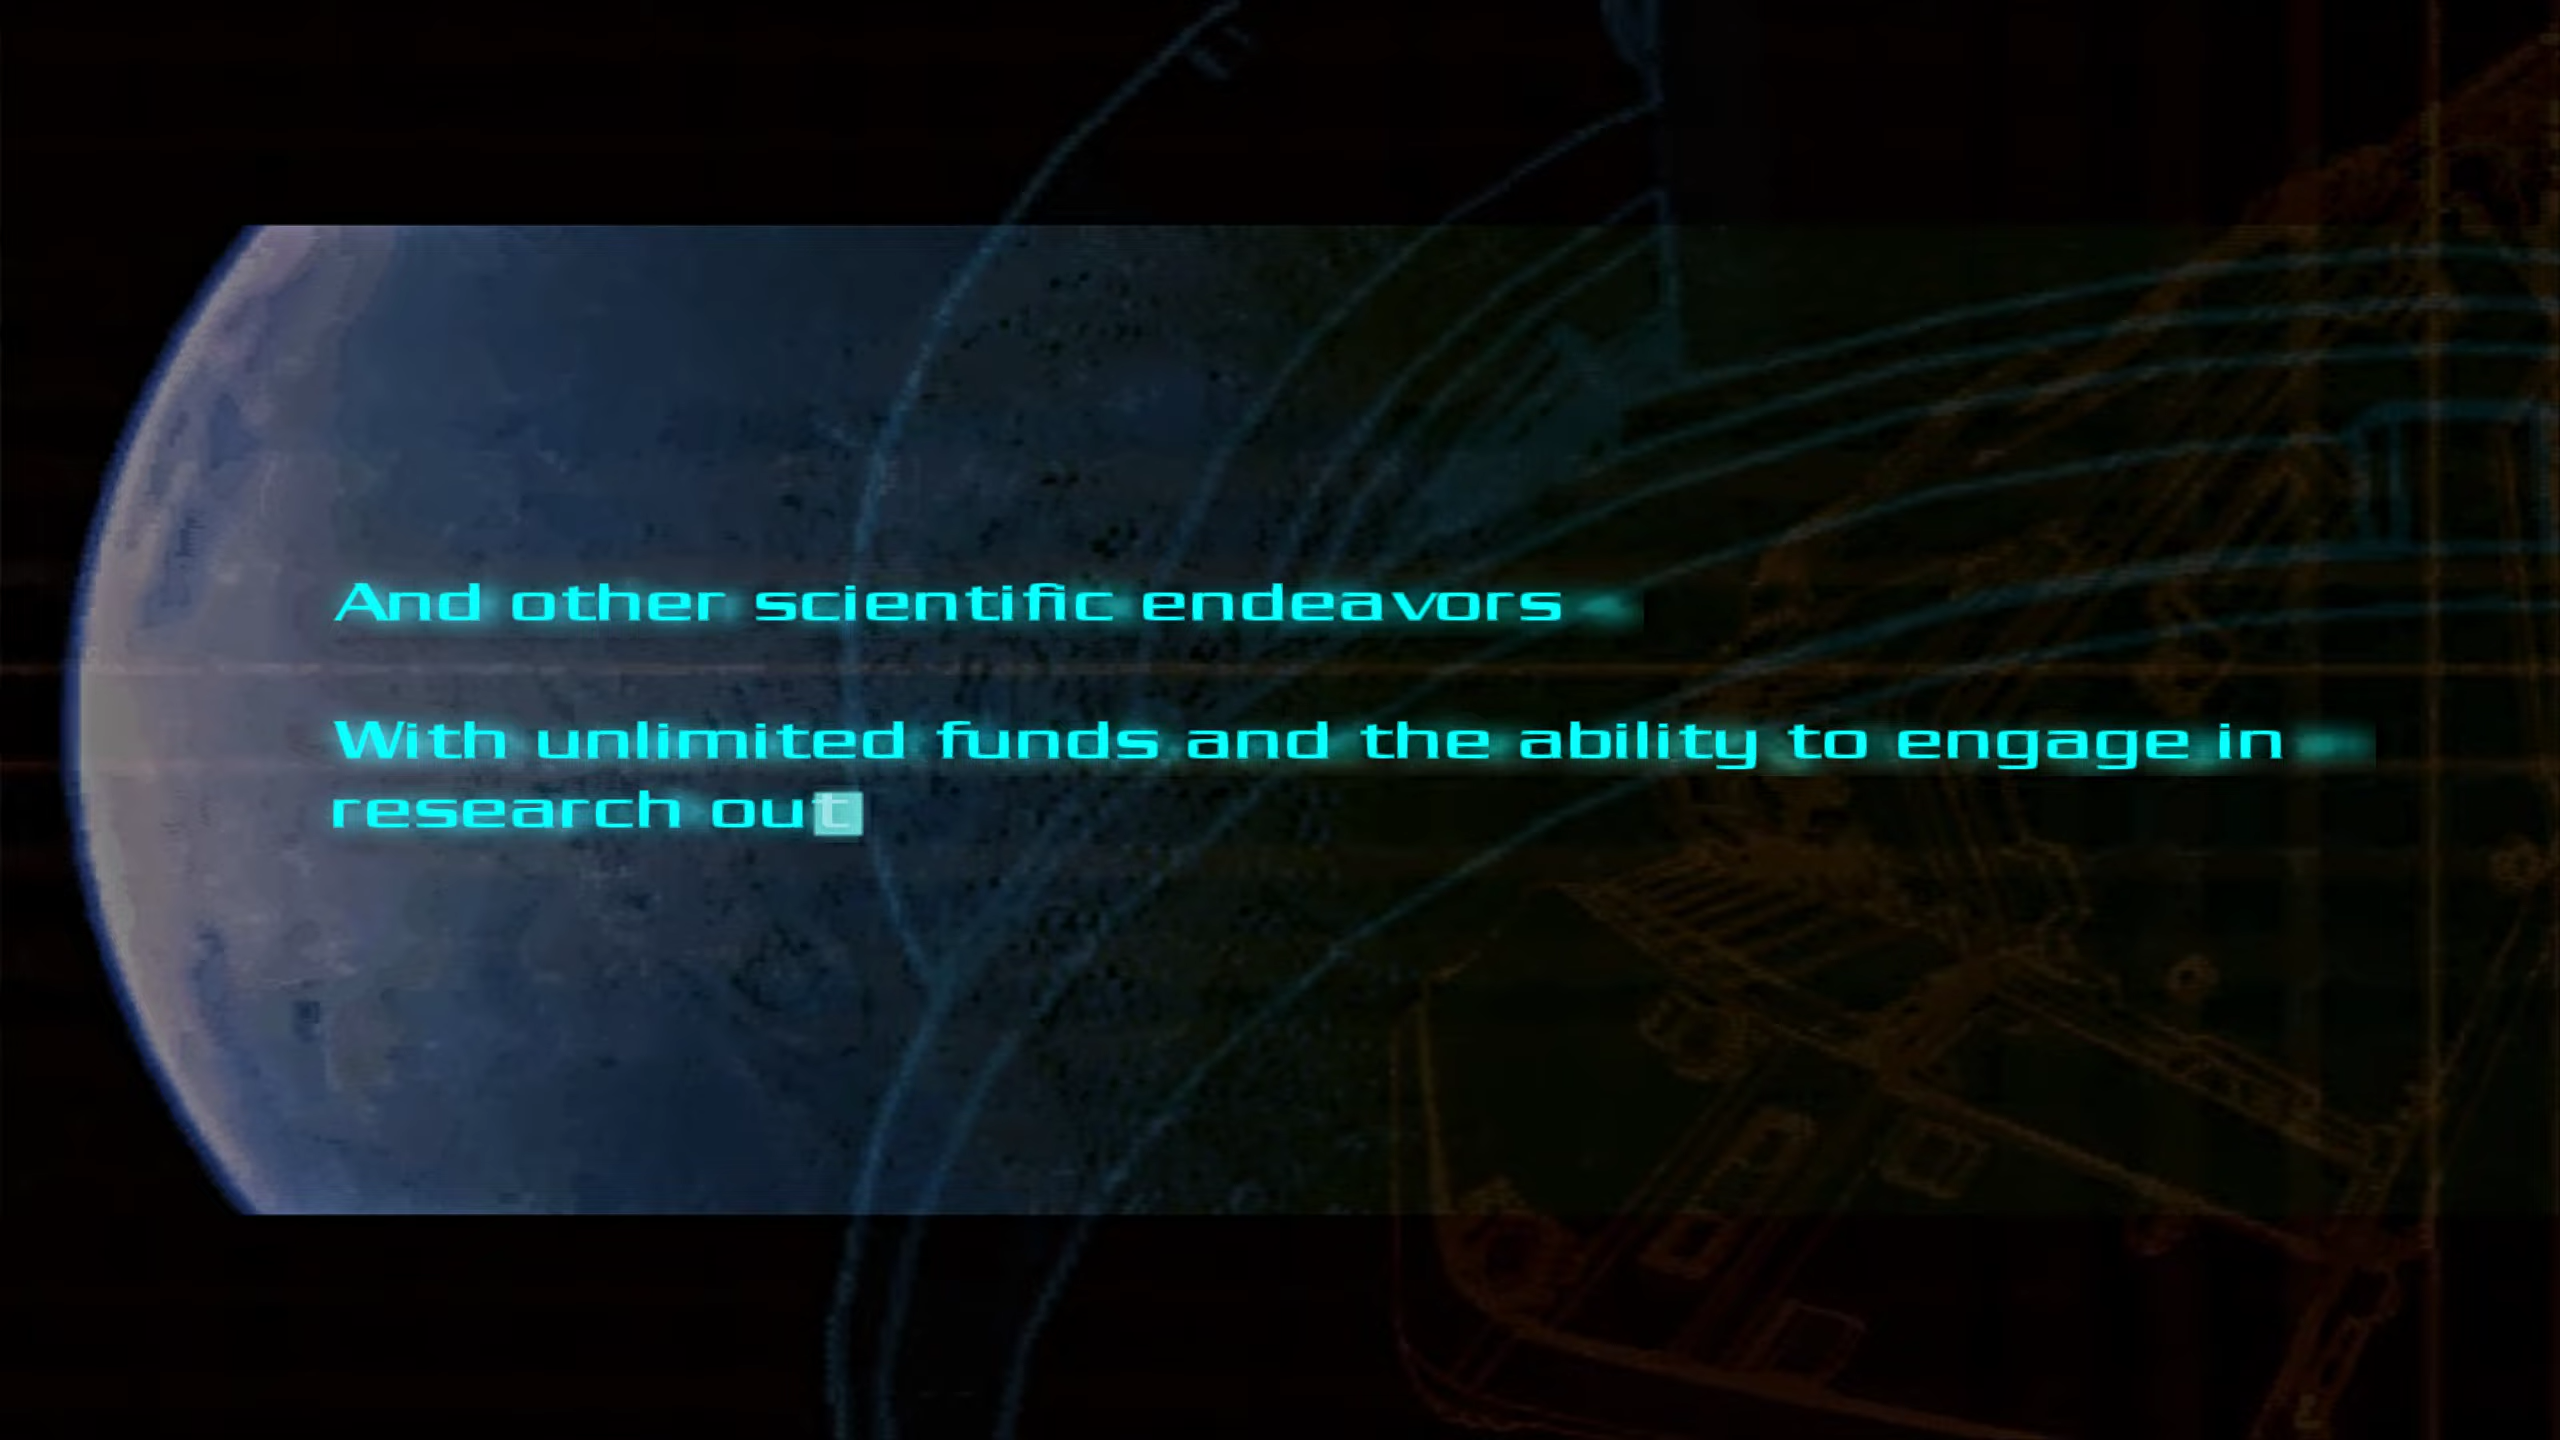 And other scientific endeavors
With unlimited funds and the ability to engage in
research out